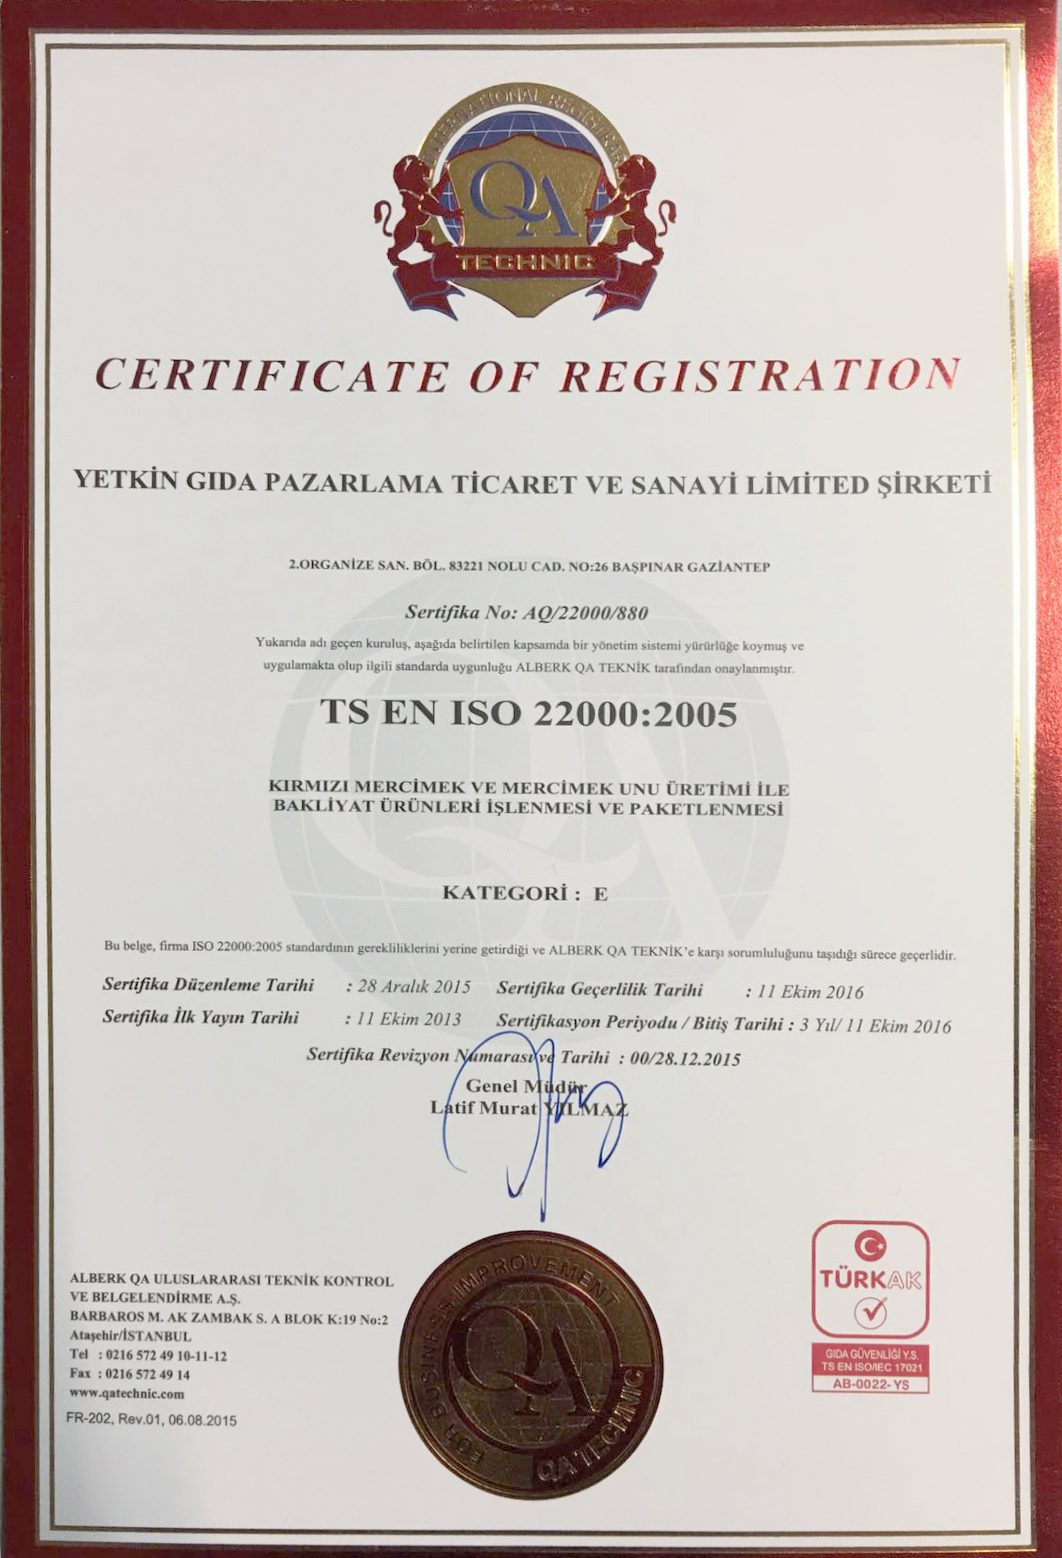 INTERNATIONAL REGISTRAR
QA
TECHNIC
CERTIFICATE OF REGISTRATION
YETKİN GIDA PAZARLAMA TİCARET VE SANAYİ LİMİTED ŞİRKETİ
2.ORGANİZE SAN. BÖL. 83221 NOLU CAD. NO:26 BAŞPINAR GAZİANTEP
Sertifika No: AQ/22000/880
Yukarıda adı geçen kuruluş, aşağıda belirtilen kapsamda bir yönetim sistemi yürürlüğe koymuş ve
uygulamakta olup ilgili standarda uygunluğu ALBERK QA TEKNİK tarafından onaylanmıştır.
TS EN ISO 22000:2005
KIRMIZI MERCİMEK VE MERCİMEK UNU ÜRETİMİ İLE
BAKLİYAT ÜRÜNLERİ İŞLENMESİ VE PAKETLENMESİ
KATEGORİ : E
Bu belge, firma ISO 22000:2005 standardının gerekliliklerini yerine getirdiği ve ALBERK QA TEKNİK'e karşı sorumluluğunu taşıdığı sürece geçerlidir.
Sertifika Düzenleme Tarihi : 28 Aralık 2015 Sertifika Geçerlilik Tarihi : 11 Ekim 2016
Sertifika İlk Yayın Tarihi : 11 Ekim 2013 Sertifikasyon Periyodu / Bitiş Tarihi : 3 Yıl/ 11 Ekim 2016
Sertifika Revizyon Numarası ve Tarihi : 00/28.12.2015
Genel Müdür
Latif Murat YILMAZ
ALBERK QA ULUSLARARASI TEKNİK KONTROL
VE BELGELENDİRME A.Ş.
BARBAROS M. AK ZAMBAK S. A BLOK K:19 No:2
Ataşehir/İSTANBUL
Tel : 0216 572 49 10-11-12
Fax : 0216 572 49 14
www.qatechnic.com
FR-202, Rev.01, 06.08.2015
FOR BUSINESS IMPROVEMENT
QA
QA TECHNIC
TÜRKAK
GIDA GÜVENLİĞİ Y.S.
TS EN ISO/IEC 17021
AB-0022-YS